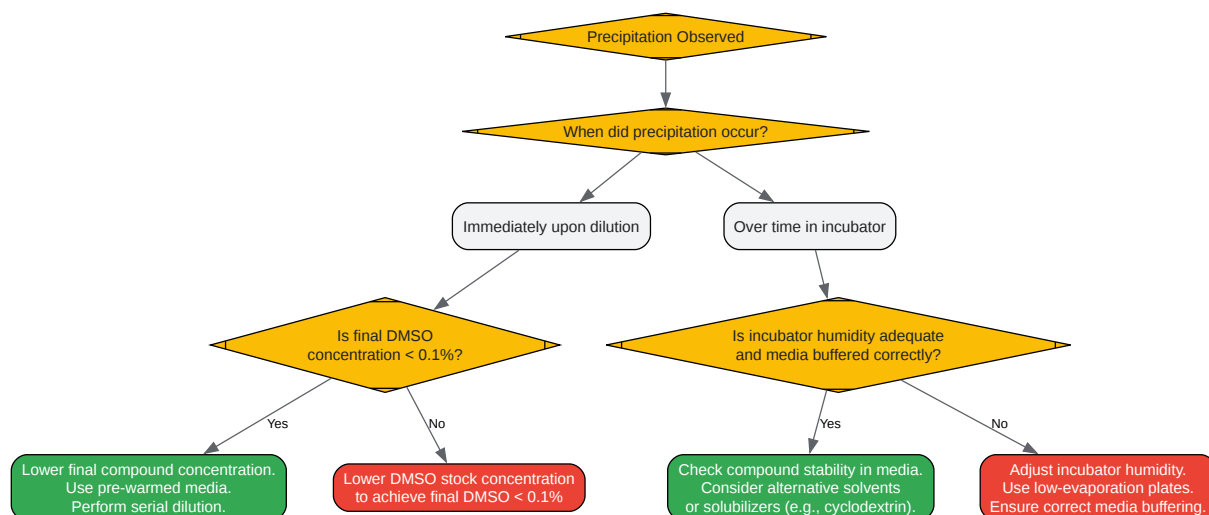 Precipitation Observed
When did precipitation occur?
Immediately upon dilution
Over time in incubator
Is final DMSO
concentration < 0.1%?
Is incubator humidity adequate
and media buffered correctly?
Yes
No
Yes
No
Lower final compound concentration.
Use pre-warmed media.
Perform serial dilution.
Lower DMSO stock concentration
to achieve final DMSO < 0.1%
Check compound stability in media.
Consider alternative solvents
or solubilizers (e.g., cyclodextrin).
Adjust incubator humidity.
Use low-evaporation plates.
Ensure correct media buffering.